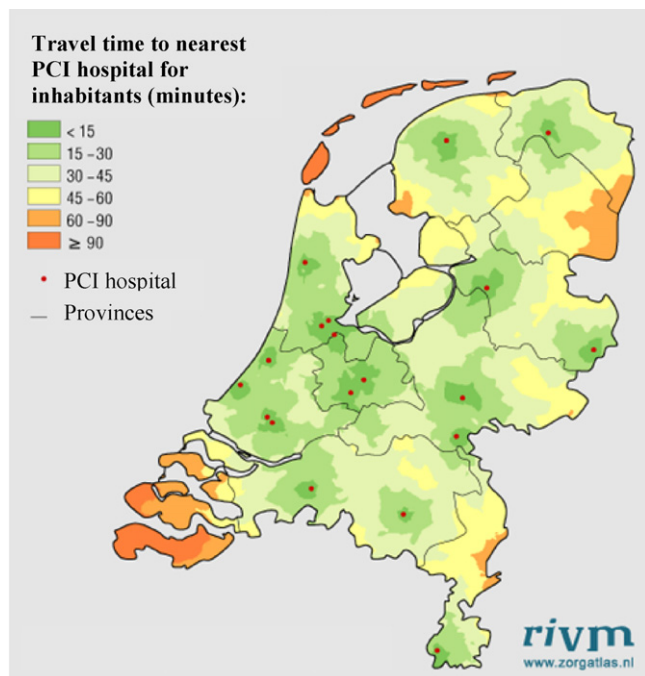 Travel time to nearest
PCI hospital for
inhabitants (minutes):
< 15
15 – 30
30 – 45
45 – 60
60 – 90
≥ 90
PCI hospital
Provinces
rivm
www.zorgatlas.nl